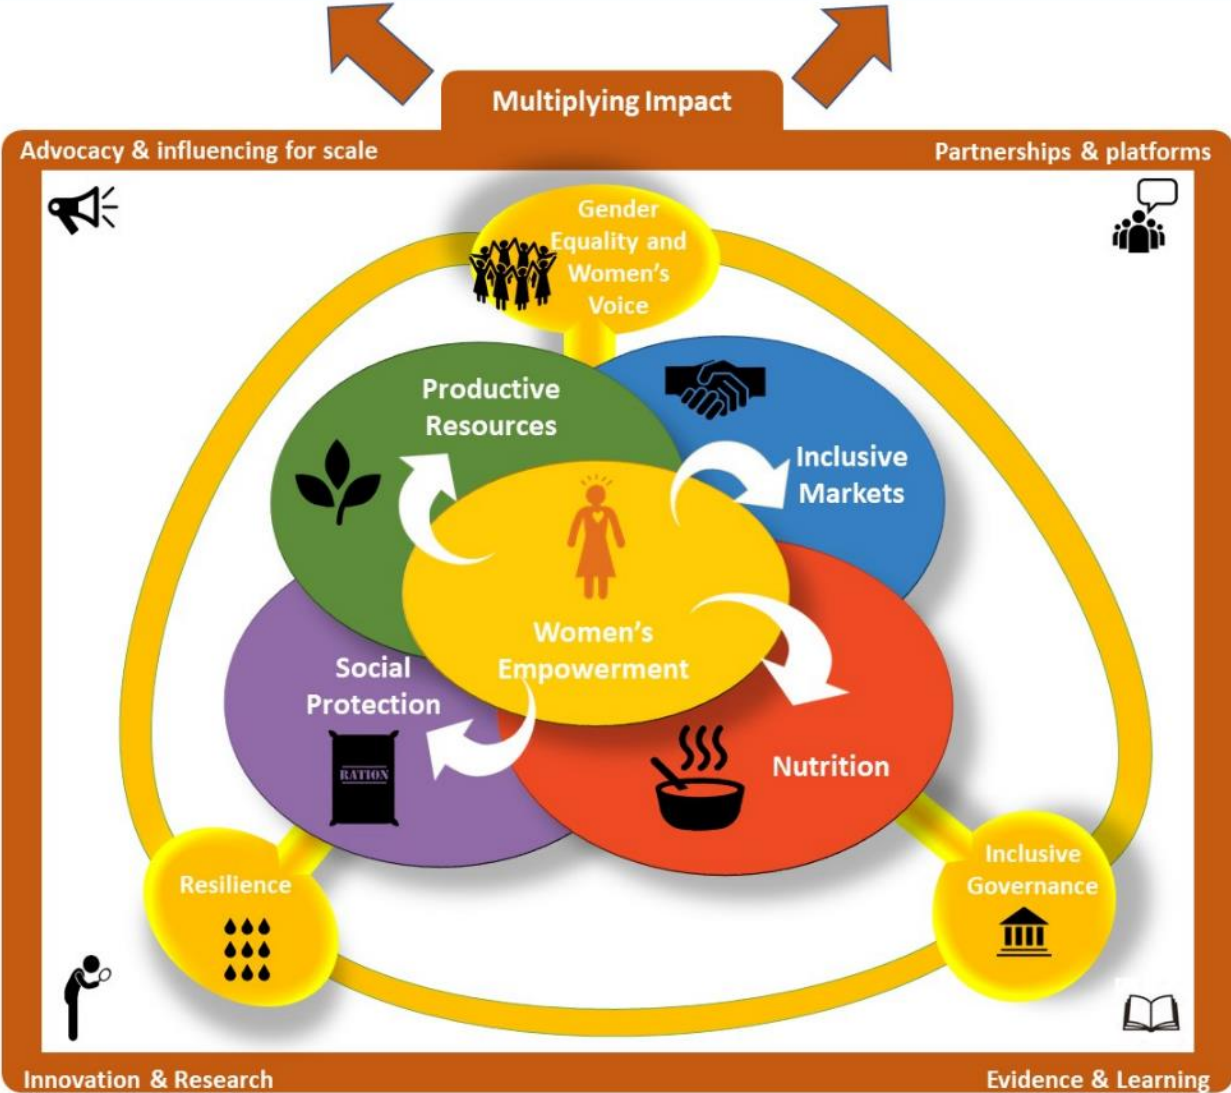 Multiplying Impact
Advocacy & influencing for scale
Partnerships & platforms
Gender
Equality and
Women's
Voice
Productive
Resources
Inclusive
Markets
Women's
Empowerment
Social
Protection
RATION
Nutrition
Resilience
Inclusive
Governance
Innovation & Research
Evidence & Learning